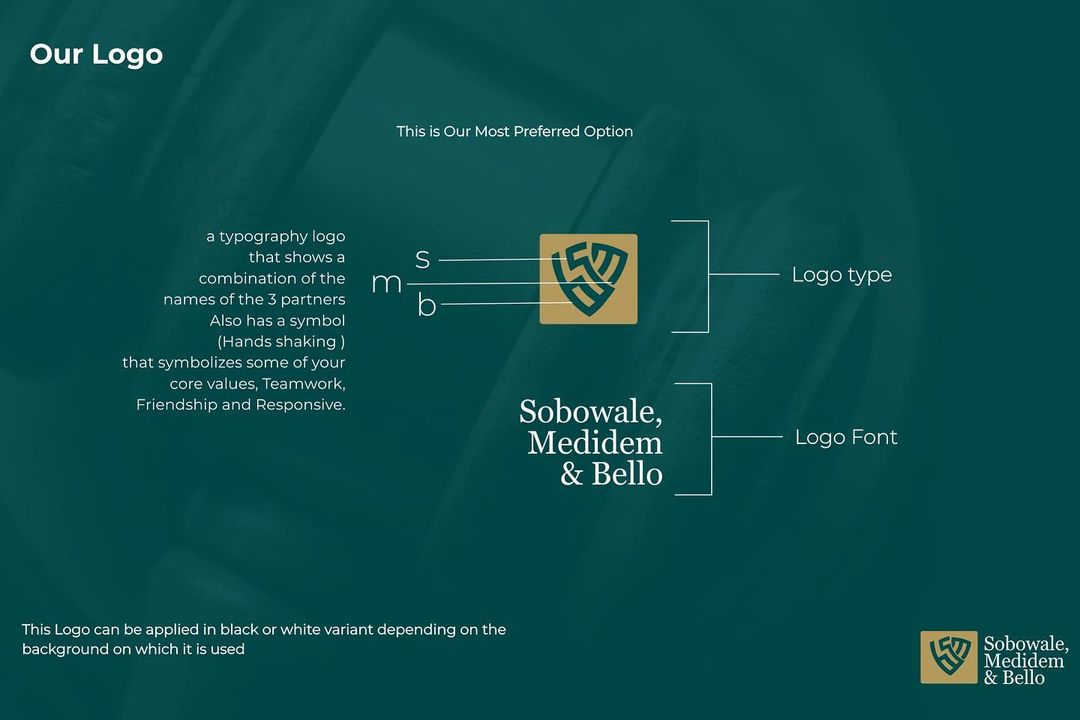 Our Logo
This is Our Most Preferred Option
a typography logo
that shows a
combination of the
names of the 3 partners
Also has a symbol
(Hands shaking )
that symbolizes some of your
core values, Teamwork,
Friendship and Responsive.
s
m
b
Logo type
Sobowale,
Medidem
& Bello
Logo Font
This Logo can be applied in black or white variant depending on the
background on which it is used
Sobowale,
Medidem
& Bello